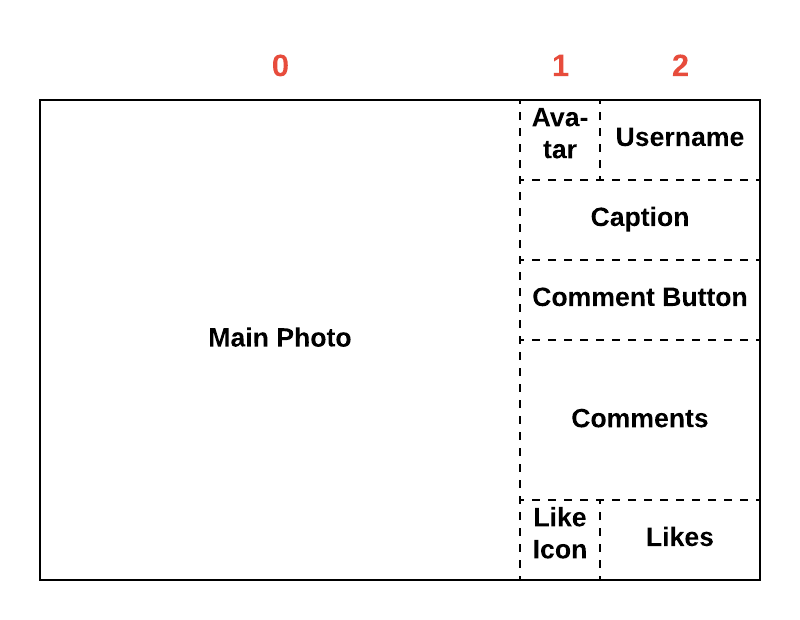 0
1
2
Ava-
tar
Username
Caption
Comment Button
Main Photo
Comments
Like
Icon
Likes